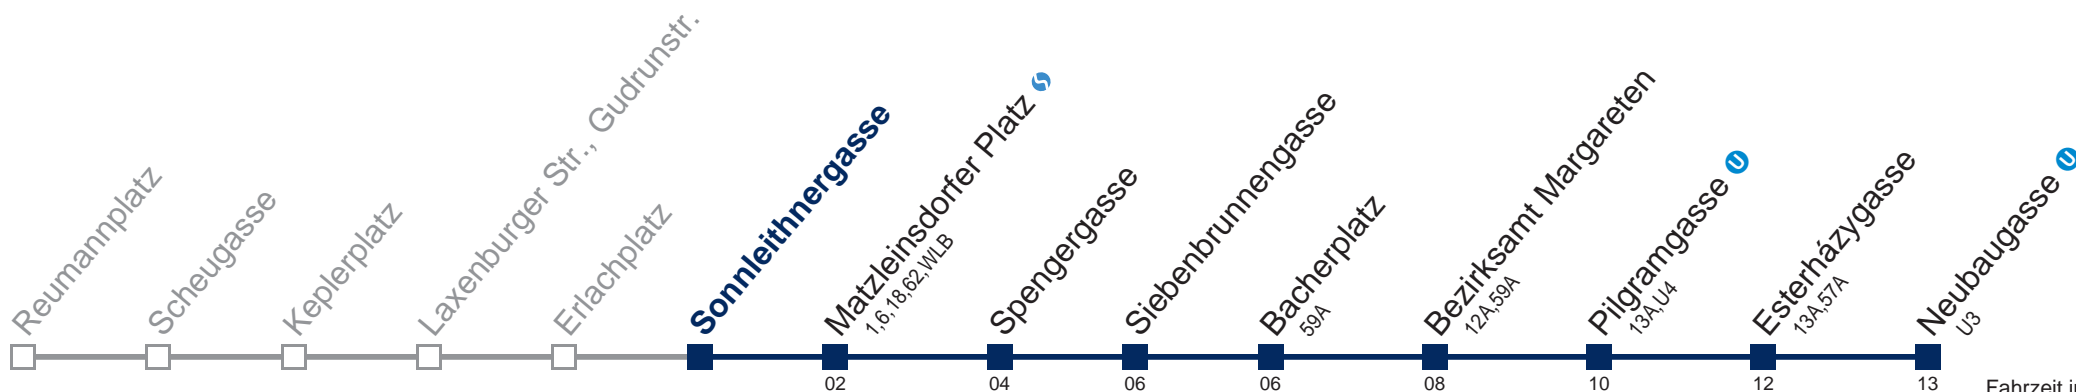 Reumannplatz
Scheugasse
Keplerplatz
Laxenburger Str., Gudrunstr.
Erlachplatz
Sonnleithnergasse
Matzleinsdorfer Platz S
1,6,18,62,WLB
Spengergasse
Siebenbrunnengasse
Bacherplatz
59A
Bezirksamt Margareten
12A,59A
Pilgramgasse U
13A,U4
Esterházygasse
13A,57A
Neubaugasse U
U3
02 04 06 06 08 10 12 13
Fahrzeit i